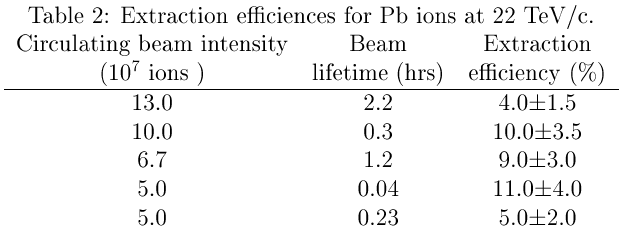 Table 2: Extraction efficiences for Pb ions at 22 TeV/c.
Circulating beam intensity Beam Extraction
(10⁷ ions ) lifetime (hrs) efficiency (%)
13.0 2.2 4.0±1.5
10.0 0.3 10.0±3.5
6.7 1.2 9.0±3.0
5.0 0.04 11.0±4.0
5.0 0.23 5.0±2.0